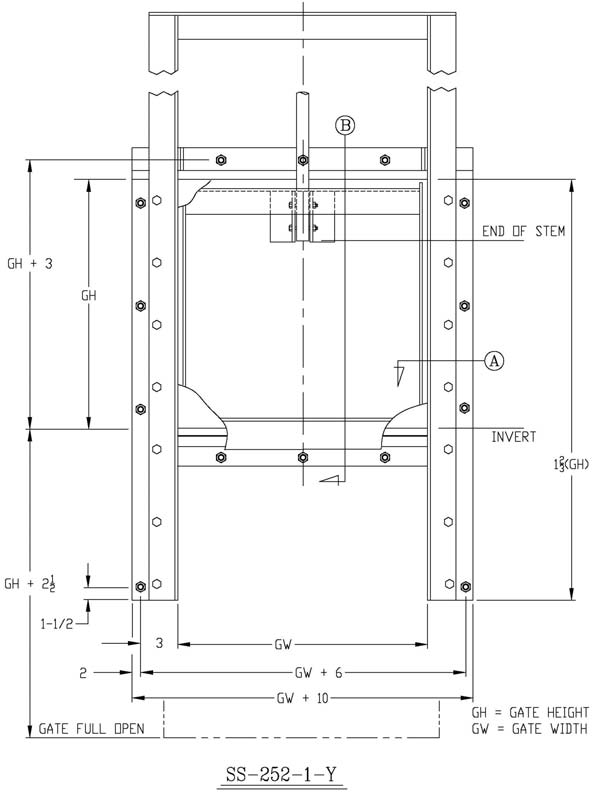 B
END OF STEM
GH + 3
GH
A
INVERT
1⅔(GH)
GH + 2½
1-1/2
3
GW
2
GW + 6
GW + 10
GH = GATE HEIGHT
GW = GATE WIDTH
GATE FULL OPEN
SS-252-1-Y